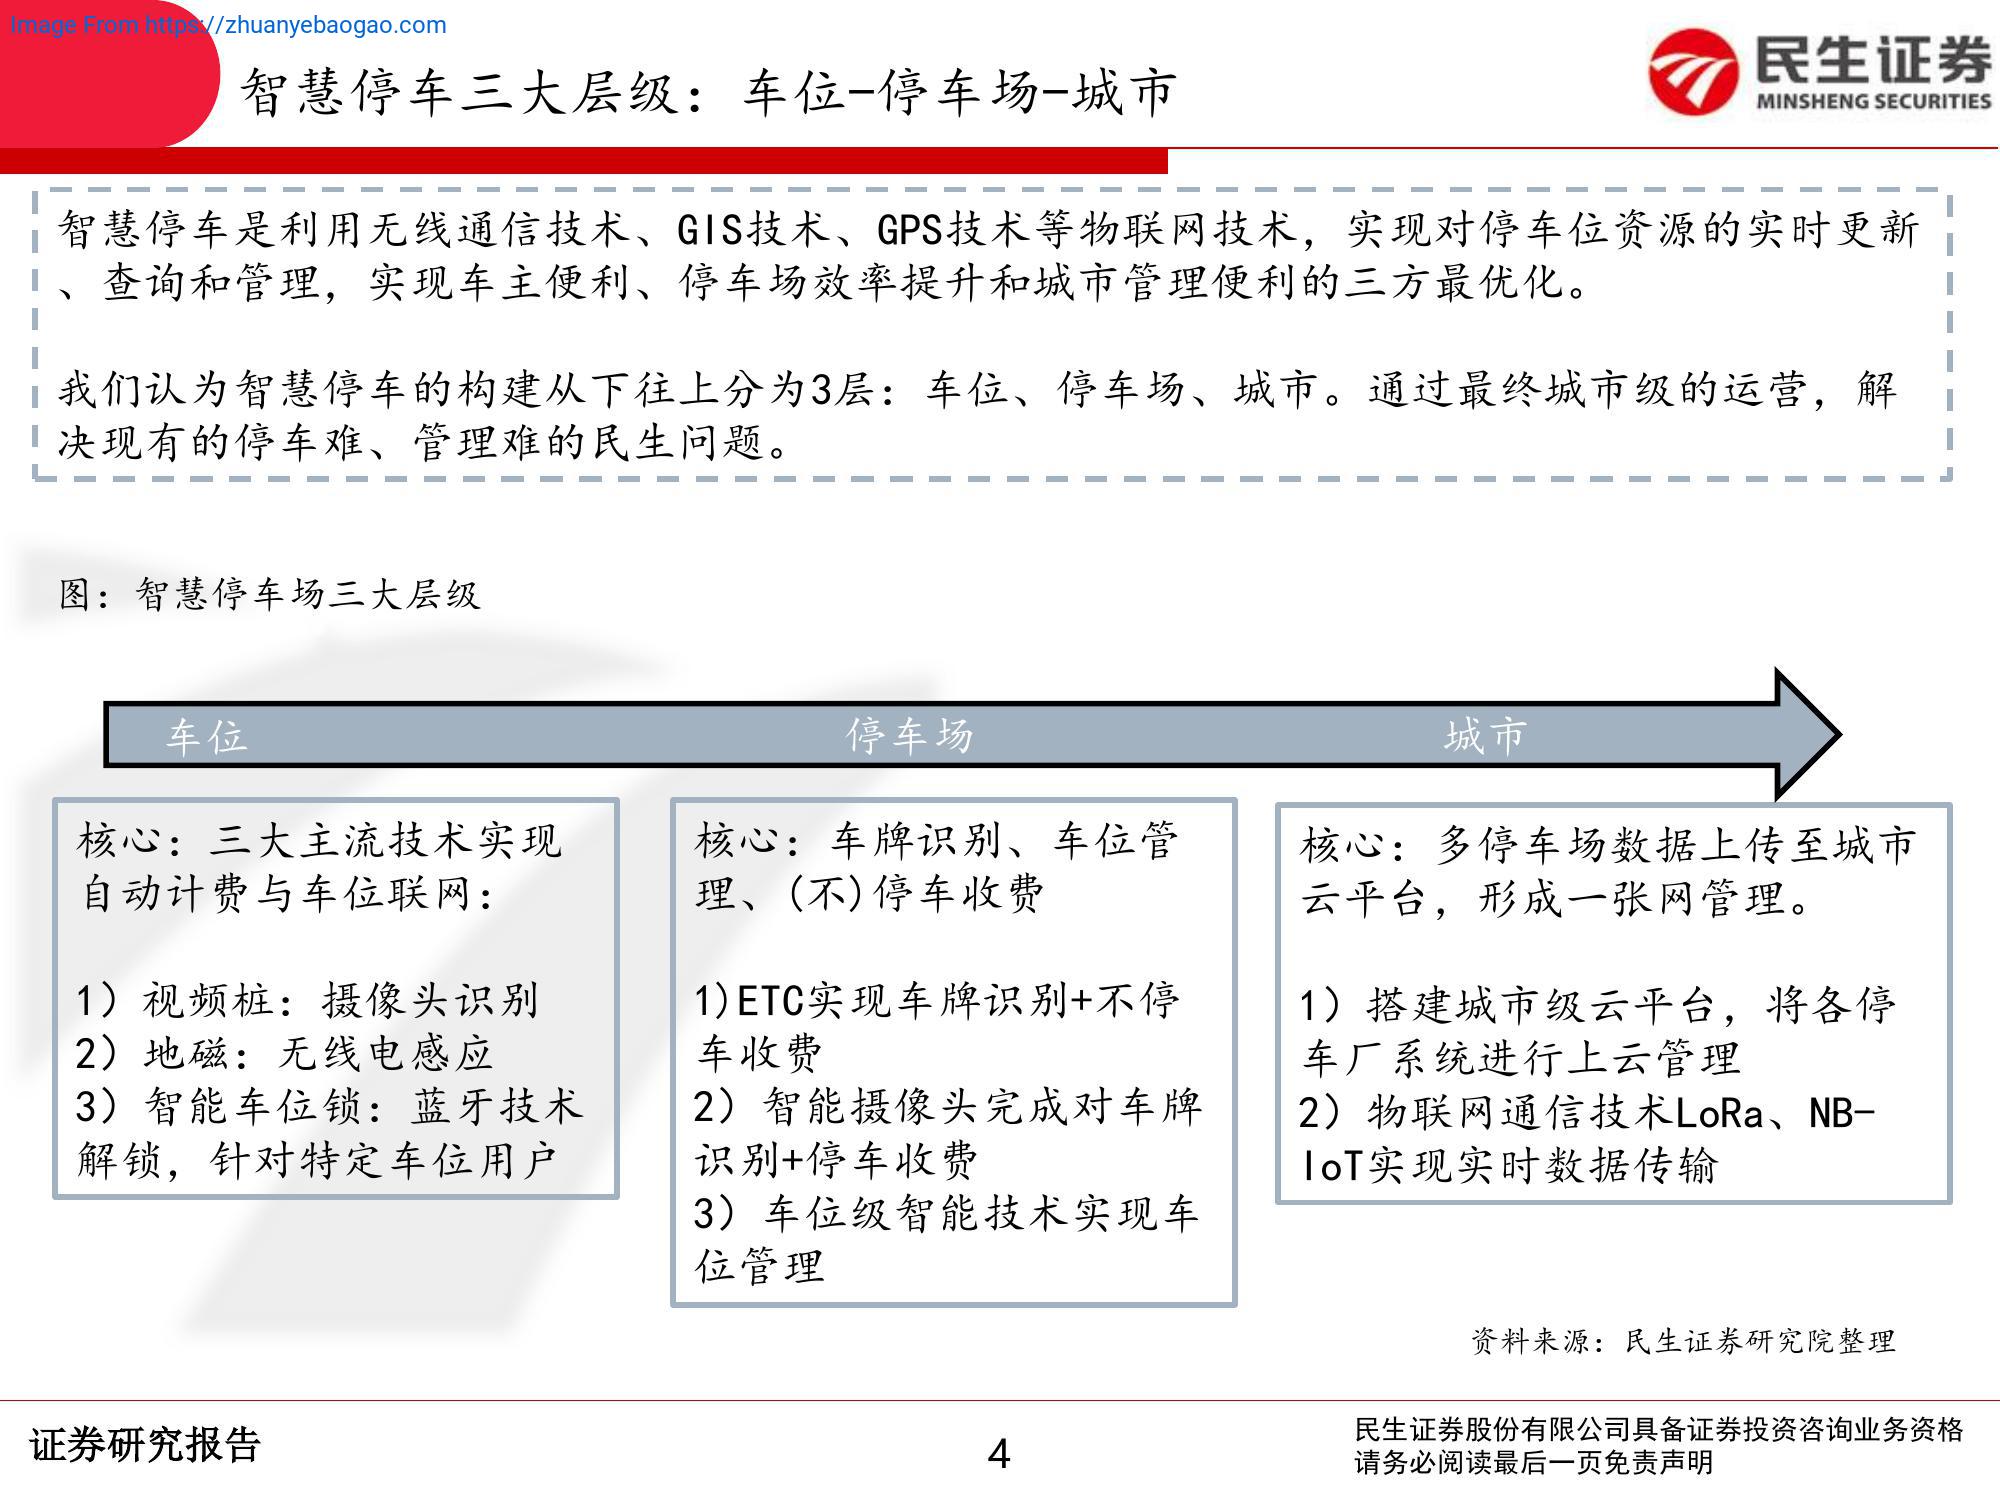 Image From https://zhuanyebaogao.com
智慧停车三大层级：车位-停车场-城市
民生证券
MINSHENG SECURITIES
智慧停车是利用无线通信技术、GIS技术、GPS技术等物联网技术，实现对停车位资源的实时更新
、查询和管理，实现车主便利、停车场效率提升和城市管理便利的三方最优化。
我们认为智慧停车的构建从下往上分为3层：车位、停车场、城市。通过最终城市级的运营，解
决现有的停车难、管理难的民生问题。
图：智慧停车场三大层级
车位
停车场
城市
核心：三大主流技术实现
自动计费与车位联网：
1）视频桩：摄像头识别
2）地磁：无线电感应
3）智能车位锁：蓝牙技术
解锁，针对特定车位用户
核心：车牌识别、车位管
理、(不)停车收费
1)ETC实现车牌识别+不停
车收费
2）智能摄像头完成对车牌
识别+停车收费
3）车位级智能技术实现车
位管理
核心：多停车场数据上传至城市
云平台，形成一张网管理。
1）搭建城市级云平台，将各停
车厂系统进行上云管理
2）物联网通信技术LoRa、NB-
IoT实现实时数据传输
资料来源：民生证券研究院整理
证券研究报告
4
民生证券股份有限公司具备证券投资咨询业务资格
请务必阅读最后一页免责声明